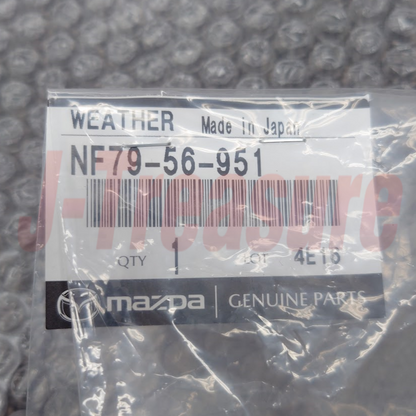 WEATHER Made in Japan
NF79-56-951
QTY 1 LOT 4E16
mazda GENUINE PARTS
J-Treasure